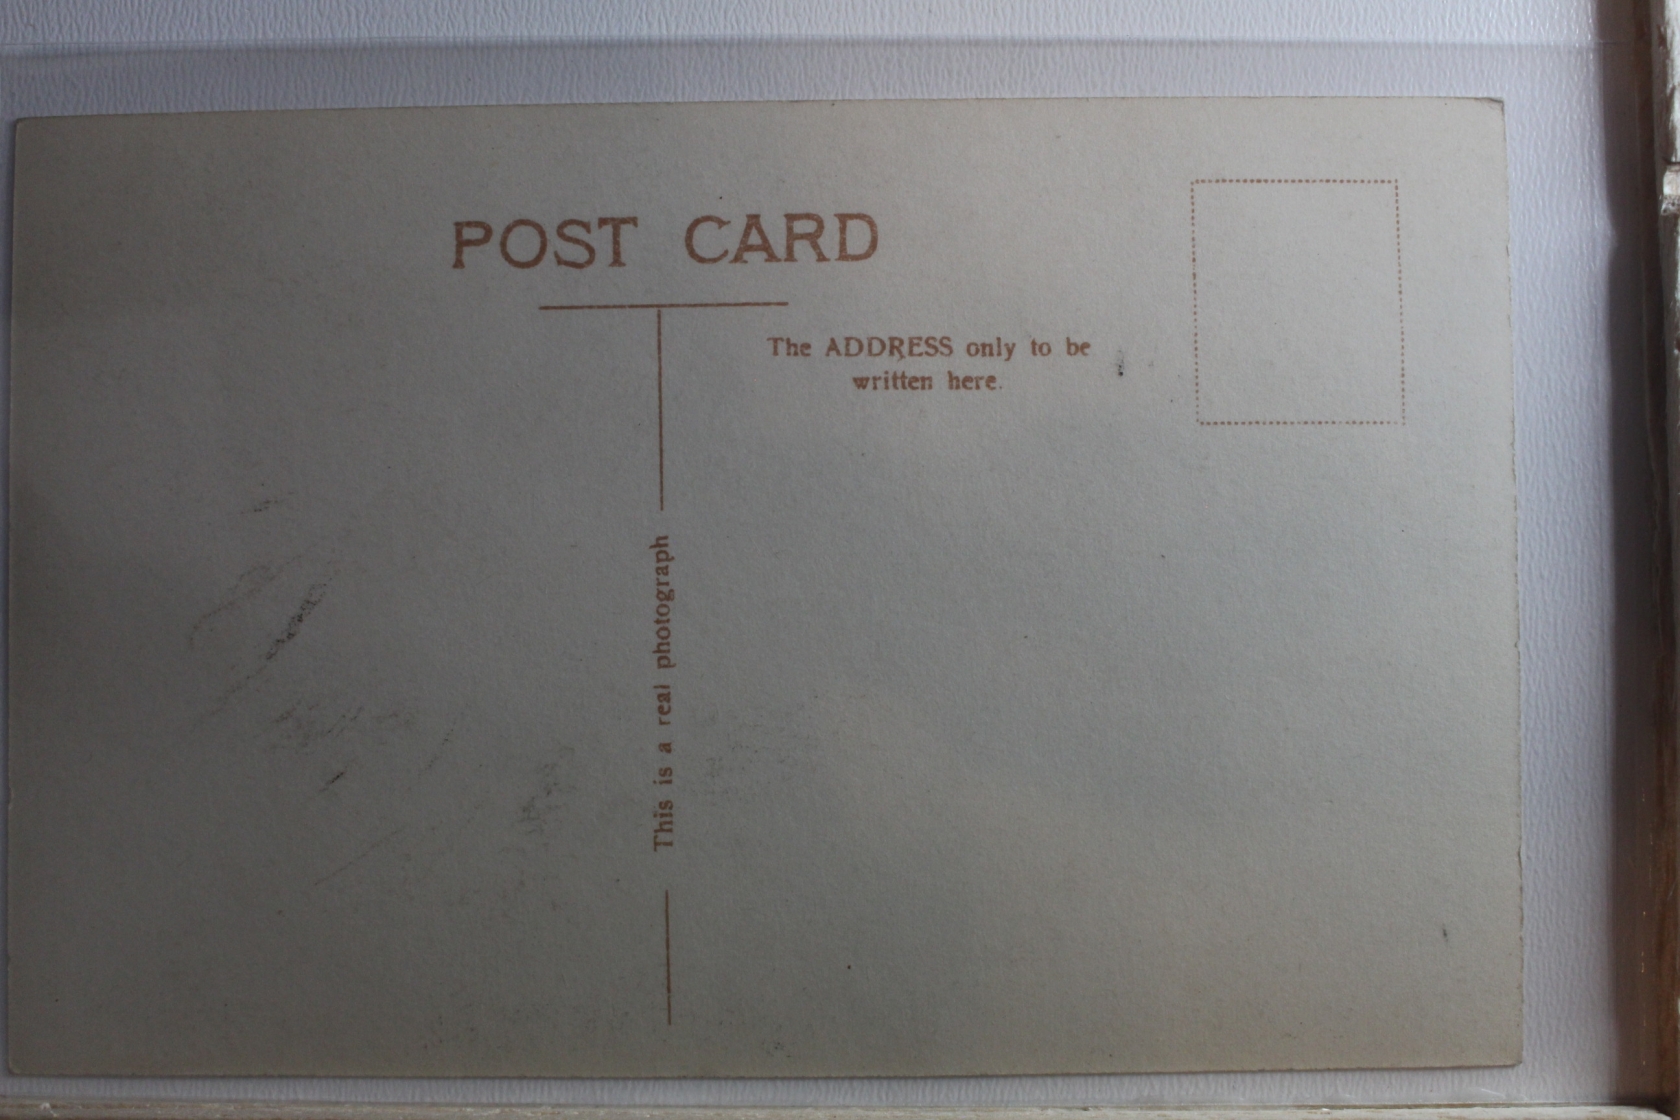 POST CARD
The ADDRESS only to be
written here.
This is a real photograph